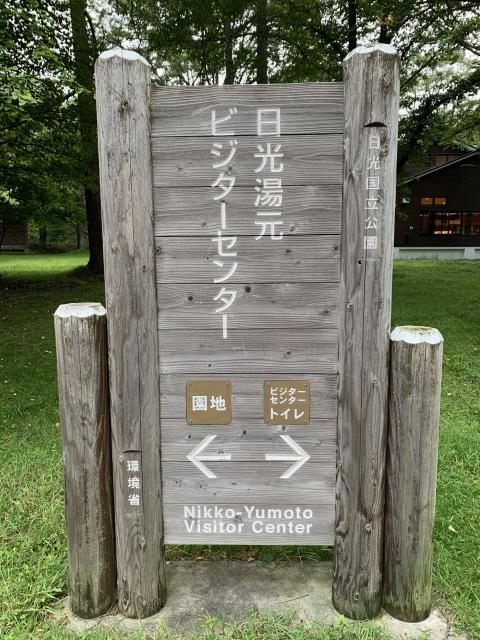 日光国立公園
日光湯元
ビジターセンター
園地
ビジター
センター
トイレ
環境省
Nikko-Yumoto
Visitor Center